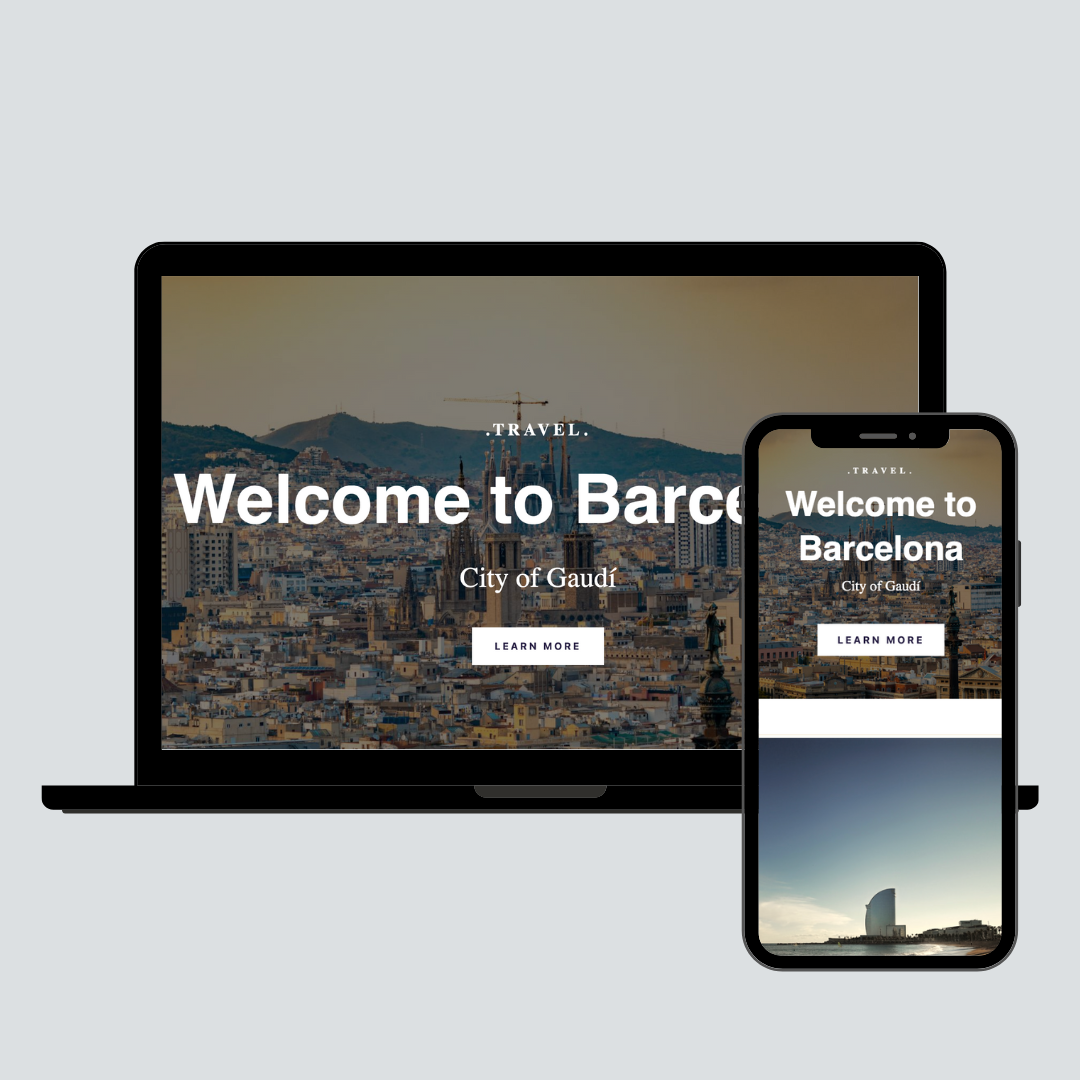 .TRAVEL.
Welcome to Barce
City of Gaudí
LEARN MORE
.TRAVEL.
Welcome to
Barcelona
City of Gaudí
LEARN MORE